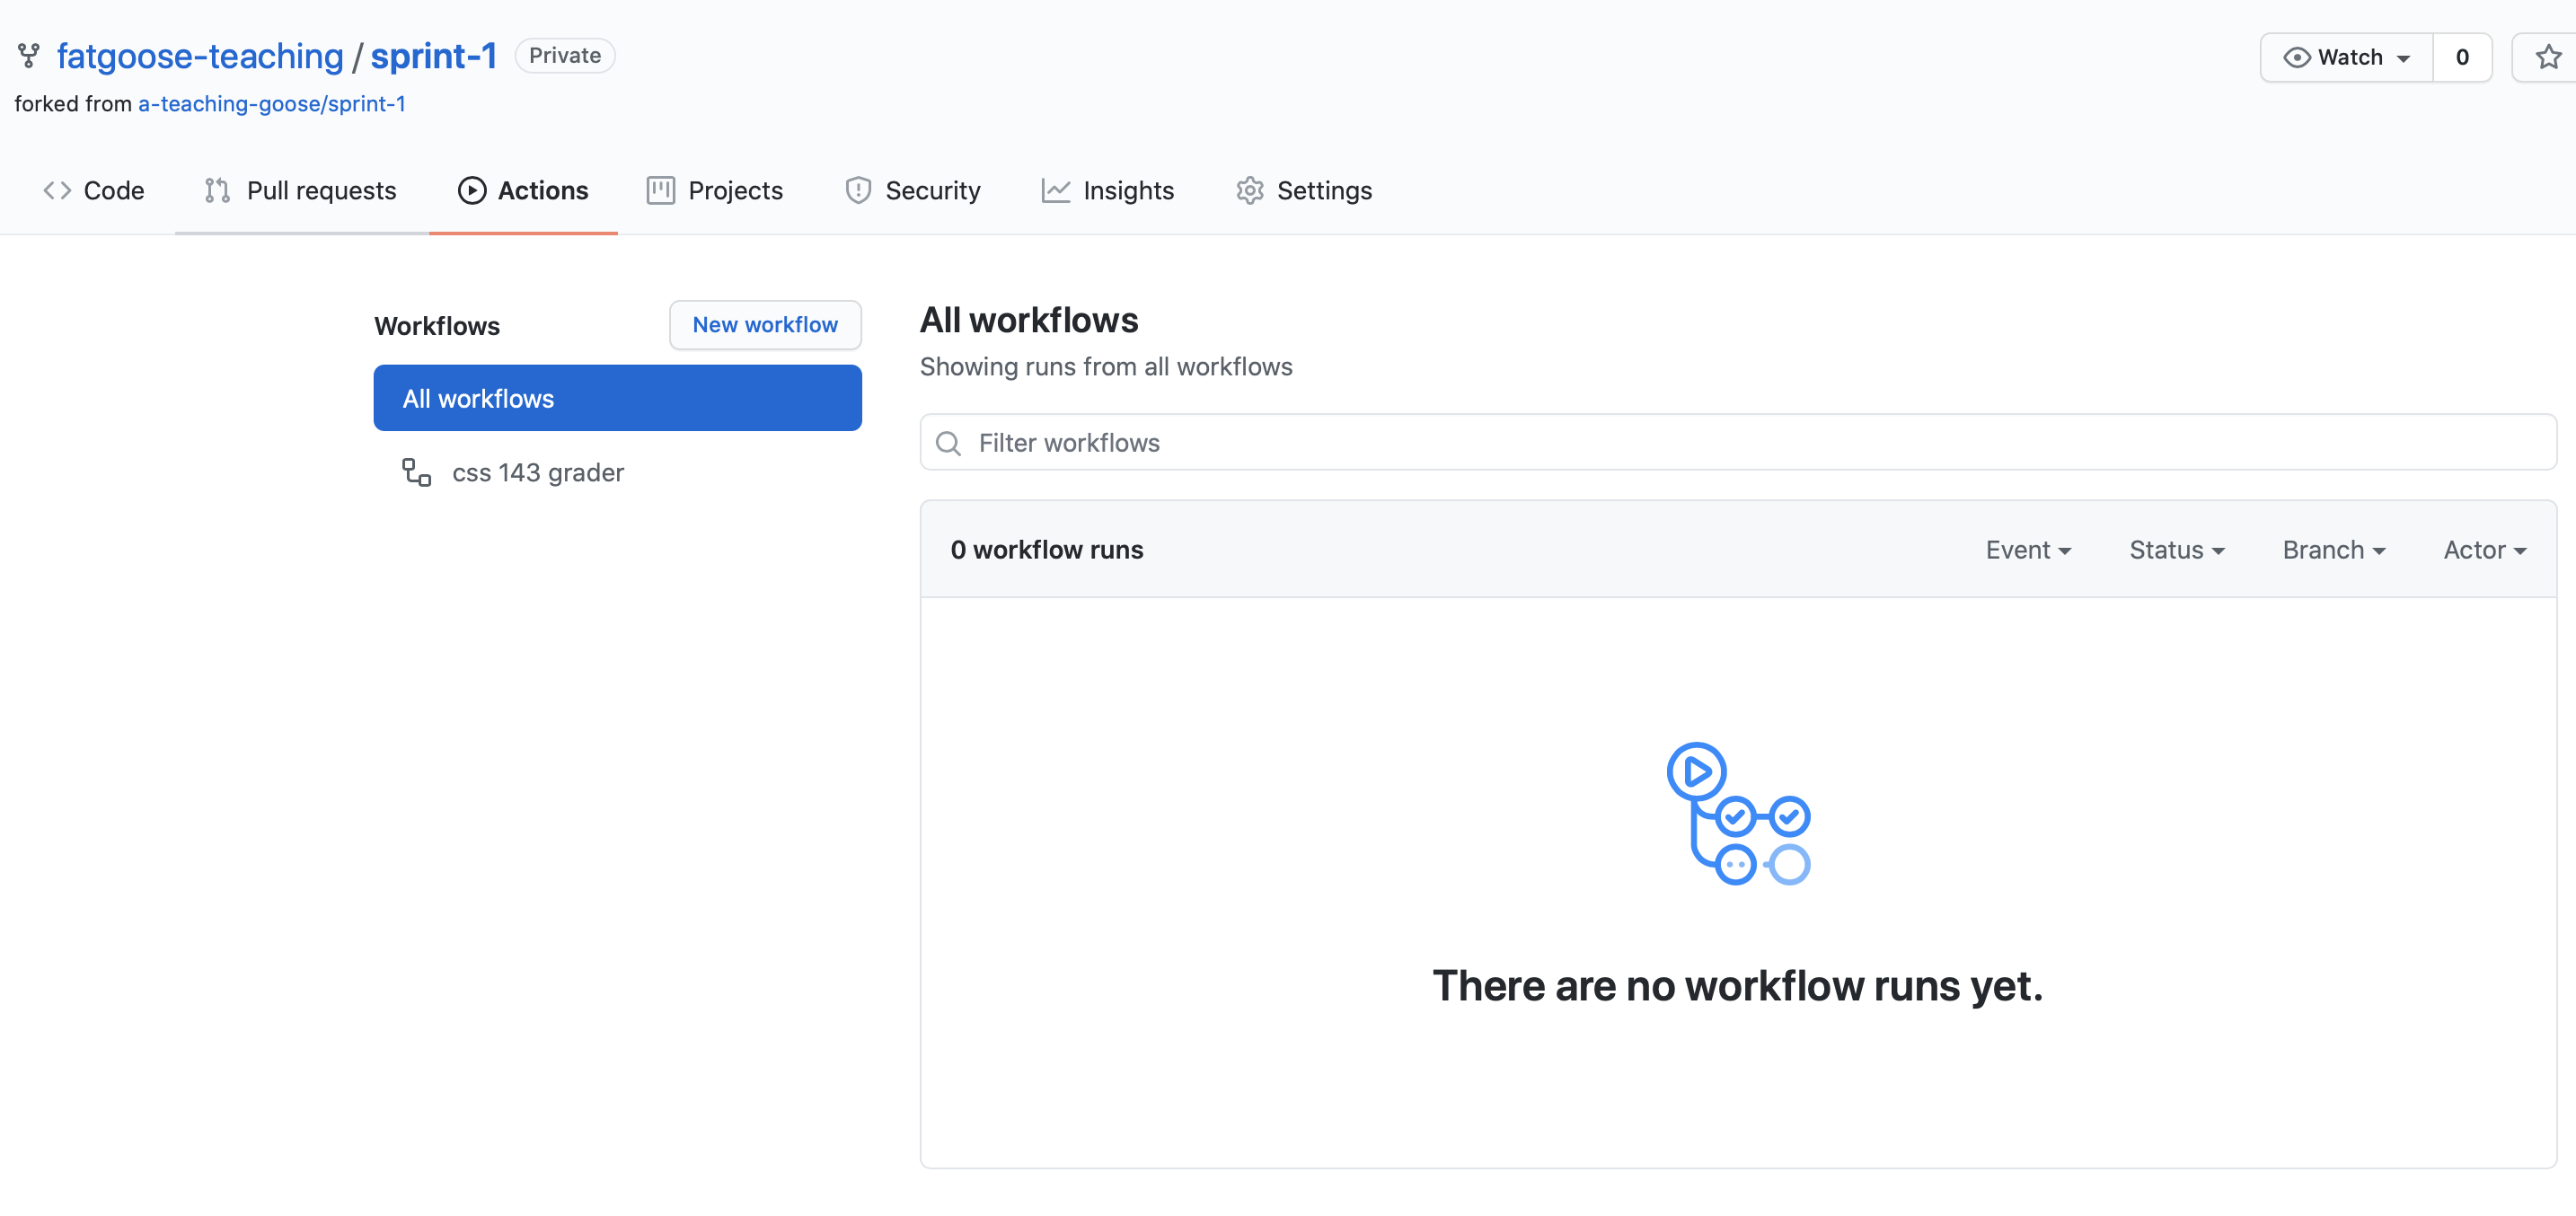 fatgoose-teaching / sprint-1 Private
Watch 0
forked from a-teaching-goose/sprint-1
Code Pull requests Actions Projects Security Insights Settings
Workflows New workflow
All workflows
css 143 grader
All workflows
Showing runs from all workflows
Filter workflows
0 workflow runs Event Status Branch Actor
There are no workflow runs yet.